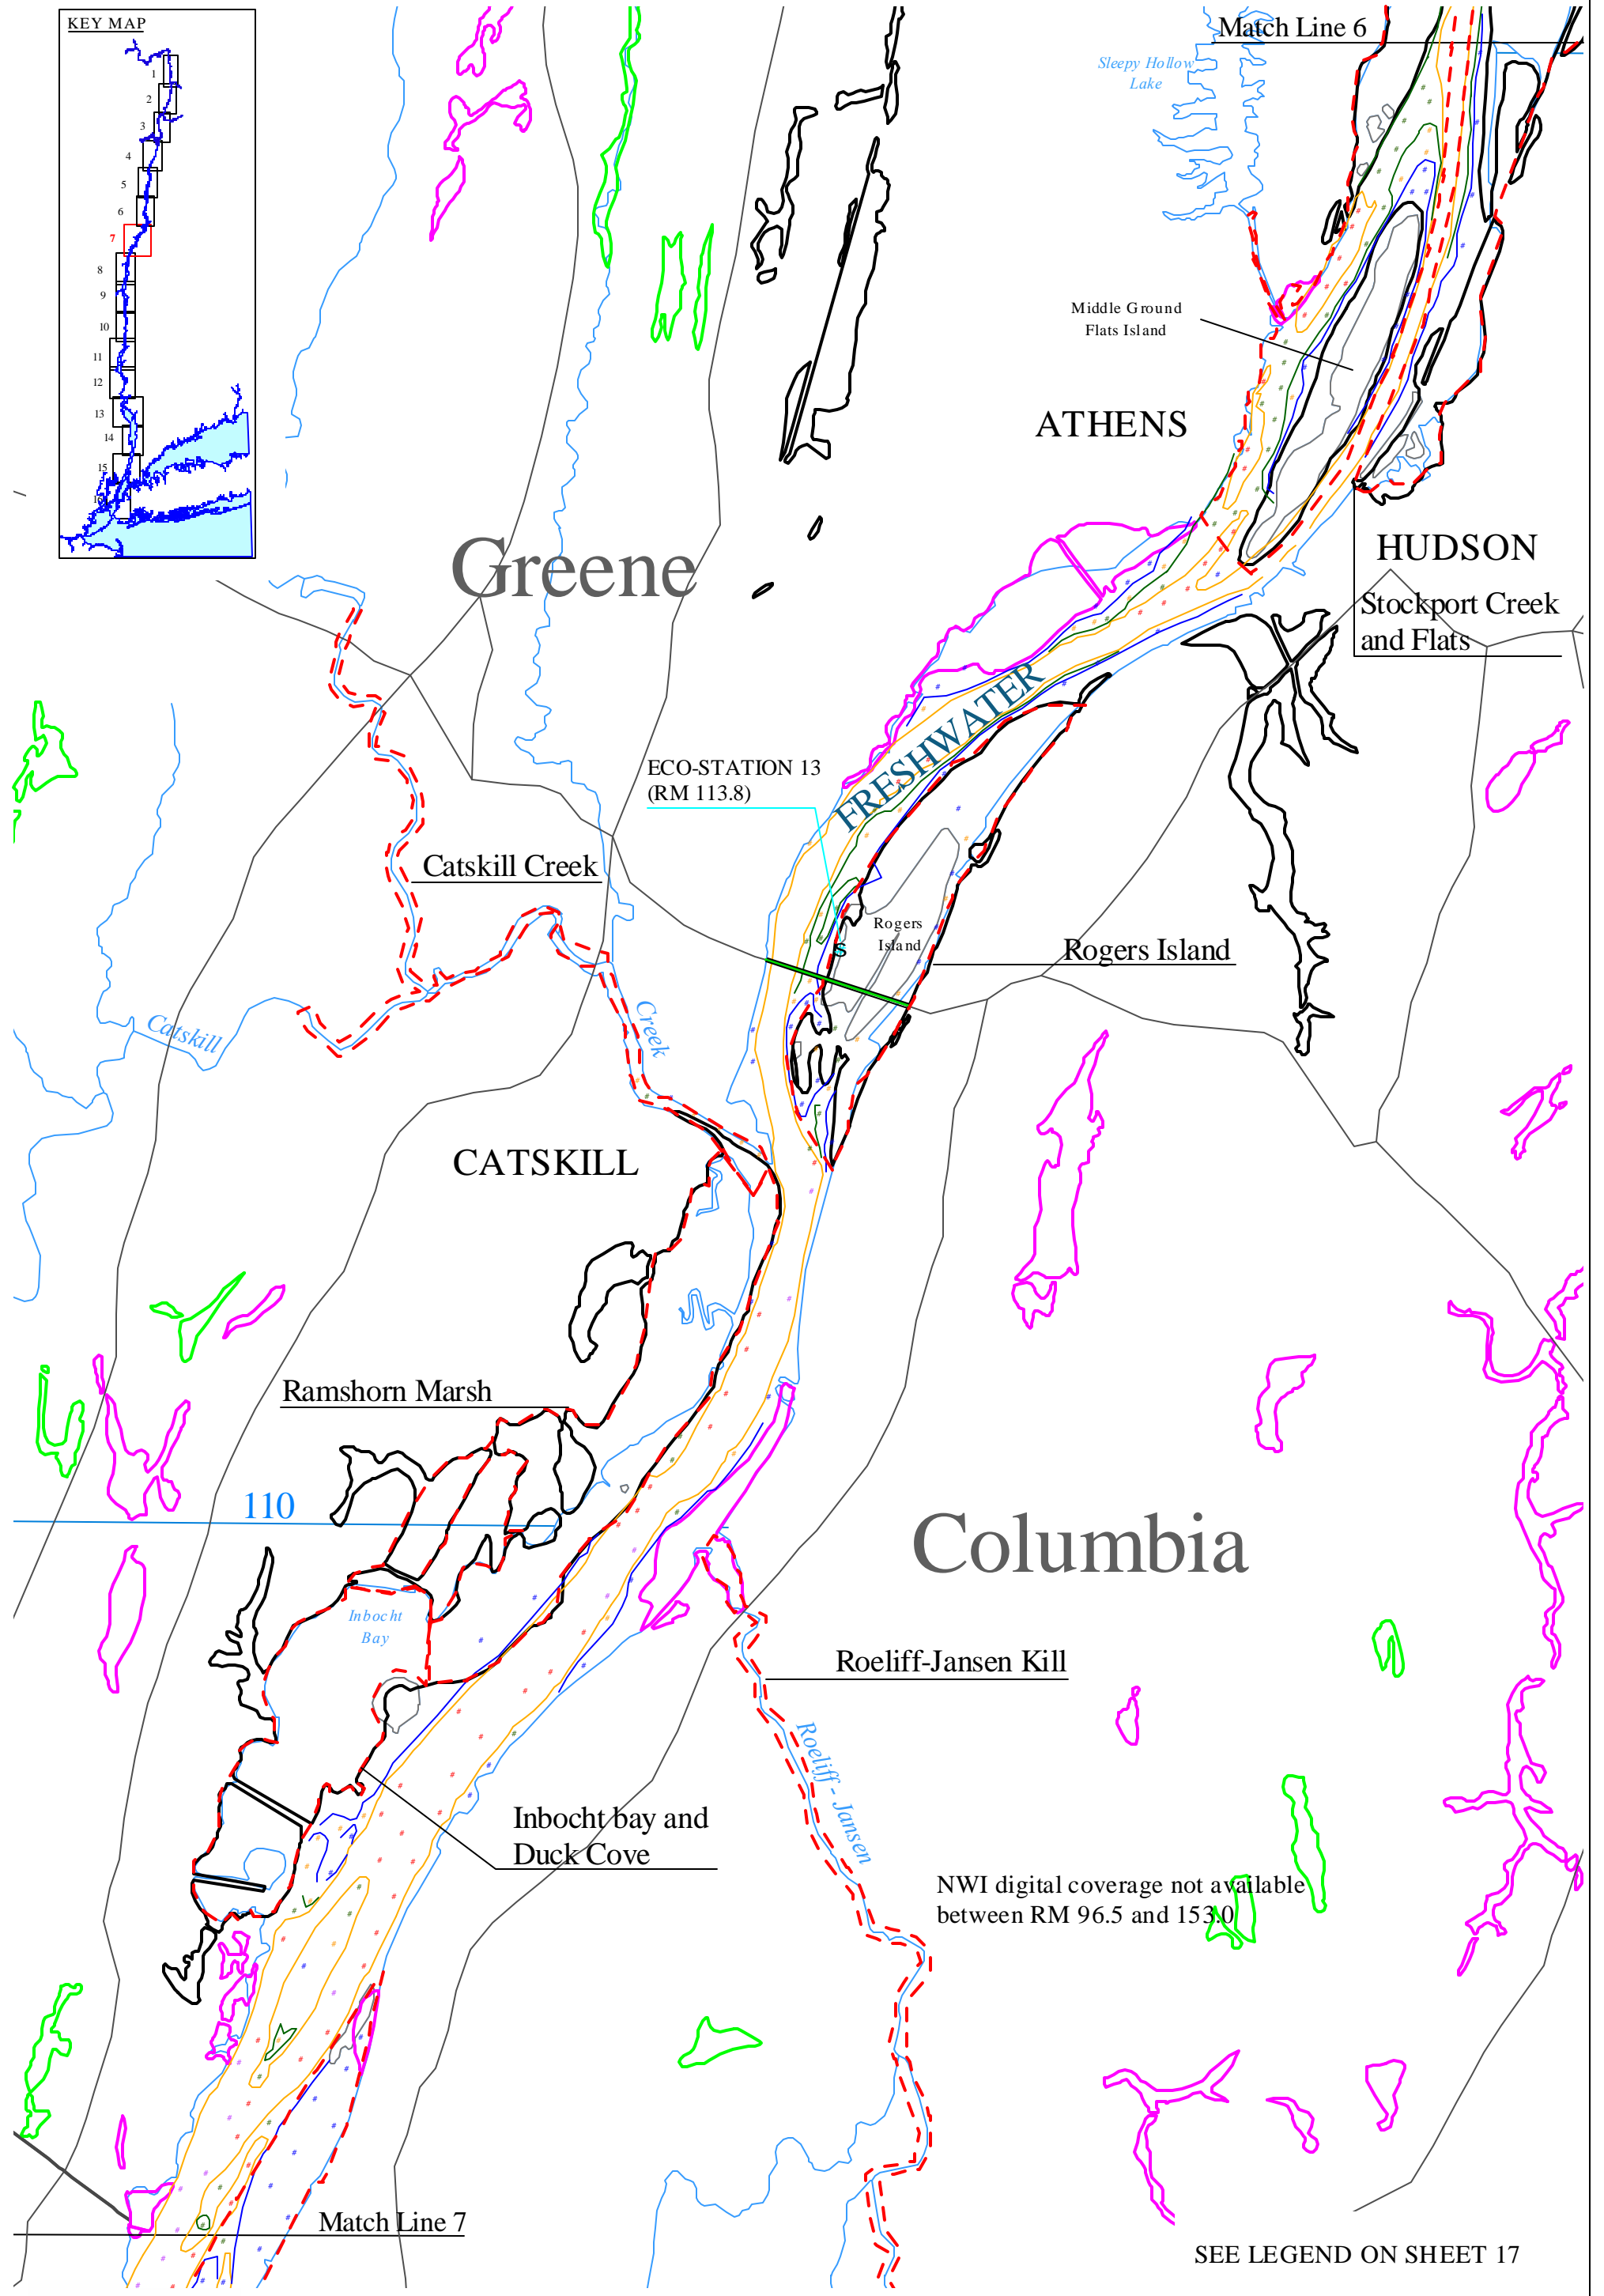 KEY MAP
1
2
3
4
5
6
7
8
9
10
11
12
13
14
15
Match Line 6
Sleepy Hollow
Lake
Middle Ground
Flats Island
ATHENS
HUDSON
Stockport Creek
and Flats
Greene
FRESHWATER
ECO-STATION 13
(RM 113.8)
Catskill Creek
Rogers
Island
S
Rogers Island
Catskill
Creek
CATSKILL
Ramshorn Marsh
110
Columbia
Inbocht
Bay
Roeliff-Jansen Kill
Roeliff - Jansen
Inbocht bay and
Duck Cove
NWI digital coverage not available
between RM 96.5 and 153.0
Match Line 7
SEE LEGEND ON SHEET 17